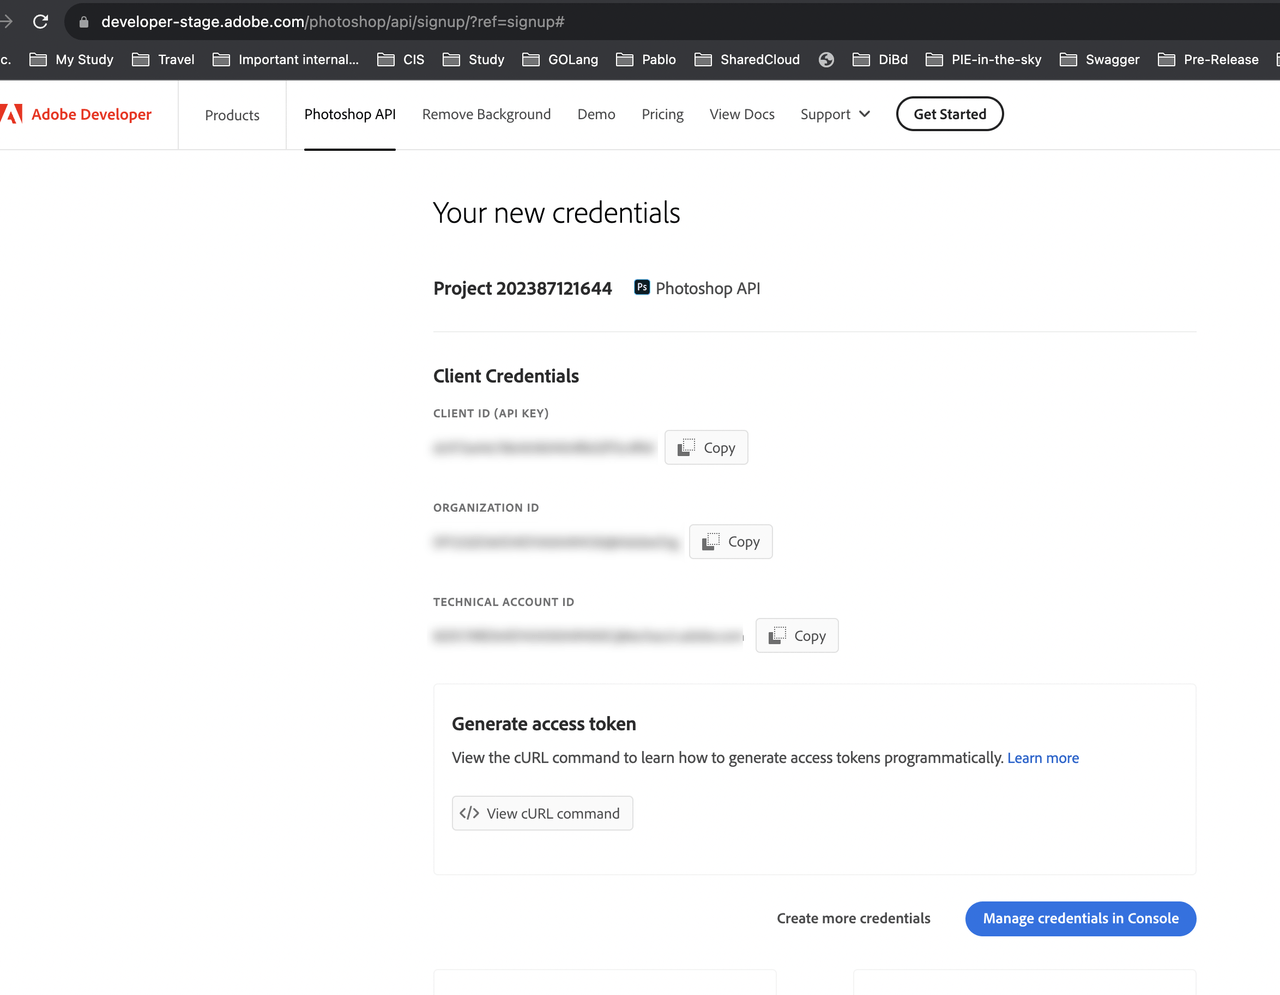 developer-stage.adobe.com/photoshop/api/signup/?ref=signup#
c. My Study Travel Important internal... CIS Study GOLang Pablo SharedCloud DiBd PIE-in-the-sky Swagger Pre-Release
Adobe Developer Products Photoshop API Remove Background Demo Pricing View Docs Support Get Started
Your new credentials
Project 202387121644 Ps Photoshop API
Client Credentials
CLIENT ID (API KEY)
Copy
ORGANIZATION ID
Copy
TECHNICAL ACCOUNT ID
Copy
Generate access token
View the cURL command to learn how to generate access tokens programmatically. Learn more
</> View cURL command
Create more credentials Manage credentials in Console